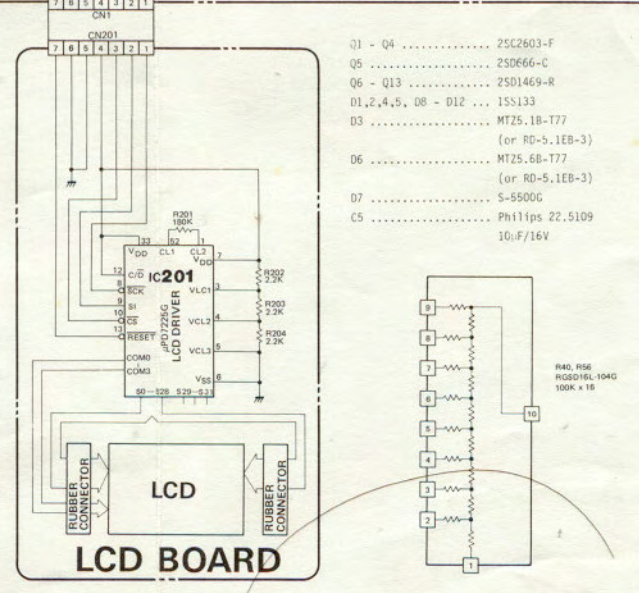 7 6 5 4 3 2 1
CN1
CN201
7 6 5 4 3 2 1
Q1 - Q4 ............. 2SC2603-F
Q5 .................. 2SD666-C
Q6 - Q13 ............ 2SD1469-R
D1,2,4,5, D8 - D12 ... 1SS133
D3 .................. MTZ5.1B-T77
(or RD-5.1EB-3)
D6 .................. MTZ5.6B-T77
(or RD-5.1EB-3)
D7 .................. S-5500G
C5 .................. Philips 22.5109
10μF/16V
R201
180K
33 52 1
VDD CL1 CL2
VDD 7
12 C/D
IC201
8 SCK
9 SI
10 CS
13 RESET
μPD7225G
LCD DRIVER
VLC1 3
VCL2 4
VCL3 5
VSS 6
COM0
COM3
S0-S28 S29-S31
R202
2.2K
R203
2.2K
R204
2.2K
RUBBER
CONNECTOR
LCD
RUBBER
CONNECTOR
LCD BOARD
9
8
7
6
5
4
3
2
1
10
R40, R56
RGSD16L-104G
100K x 16